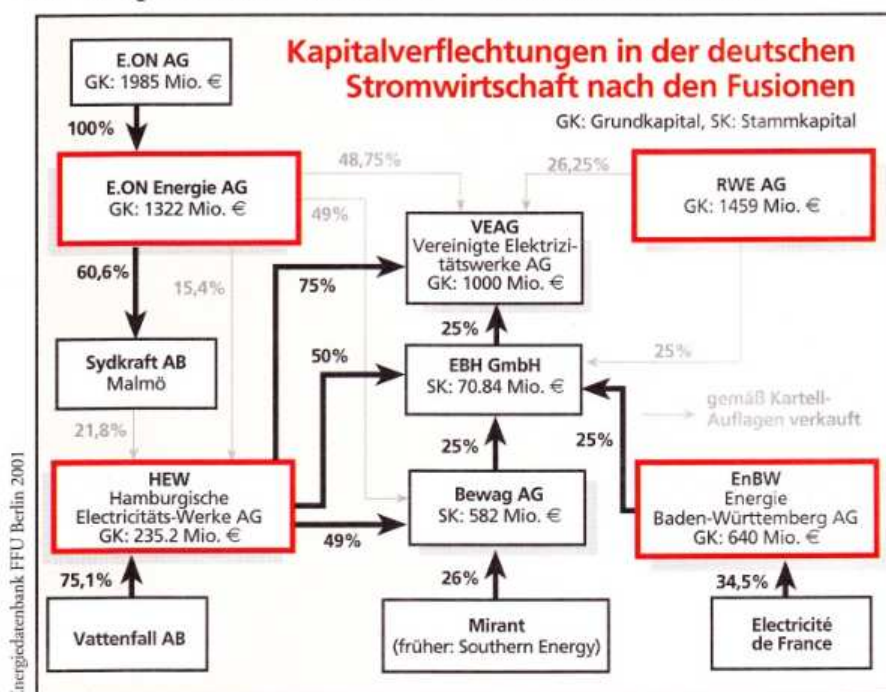 Kapitalverflechtungen in der deutschen
Stromwirtschaft nach den Fusionen
GK: Grundkapital, SK: Stammkapital
E.ON AG
GK: 1985 Mio. €
100%
E.ON Energie AG
GK: 1322 Mio. €
48,75%
49%
26,25%
RWE AG
GK: 1459 Mio. €
VEAG
Vereinigte Elektrizi-
tätswerke AG
GK: 1000 Mio. €
60,6%
15,4%
75%
25%
Sydkraft AB
Malmö
50%
EBH GmbH
SK: 70.84 Mio. €
25%
gemäß Kartell-
Auflagen verkauft
21,8%
25%
25%
HEW
Hamburgische
Electricitäts-Werke AG
GK: 235.2 Mio. €
Bewag AG
SK: 582 Mio. €
EnBW
Energie
Baden-Württemberg AG
GK: 640 Mio. €
49%
75,1%
26%
34,5%
Vattenfall AB
Mirant
(früher: Southern Energy)
Electricité
de France
FFU Berlin 2001